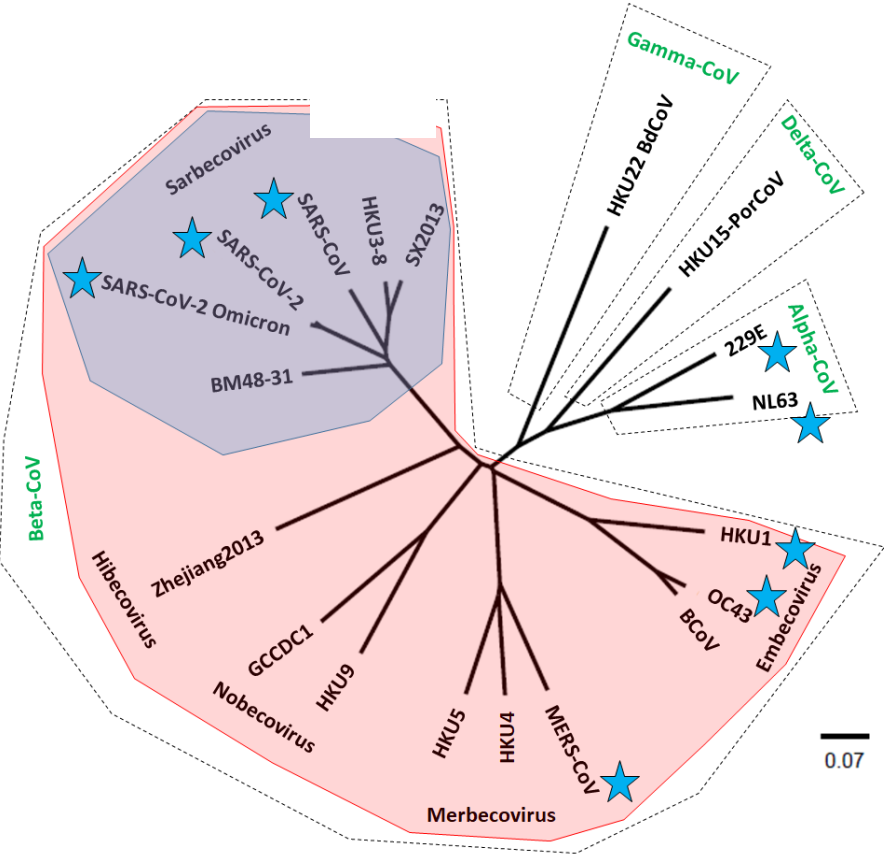 Gamma-CoV
HKU22 BdCoV
Delta-CoV
HKU15-PorCoV
Alpha-CoV
229E
NL63
Sarbecovirus
SARS-CoV
HKU3-8
SX2013
SARS-CoV-2
SARS-CoV-2 Omicron
BM48-31
Beta-CoV
Zhejiang2013
Hibecovirus
GCCDC1
HKU9
Nobecovirus
HKU5
HKU4
MERS-CoV
Merbecovirus
HKU1
OC43
BCoV
Embecovirus
0.07